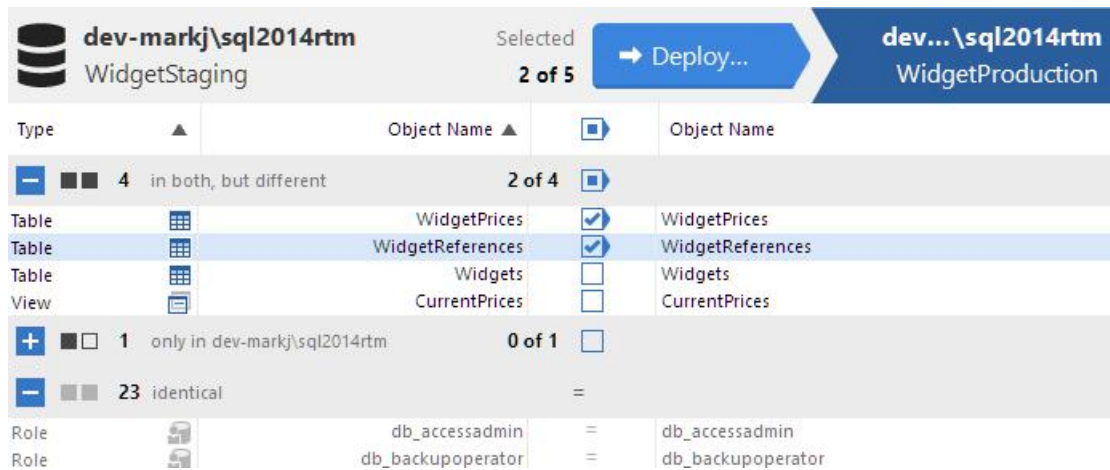 dev-markj\sql2014rtm Selected dev...\sql2014rtm
WidgetStaging 2 of 5 Deploy... WidgetProduction
Type Object Name Object Name
4 in both, but different 2 of 4
Table WidgetPrices WidgetPrices
Table WidgetReferences WidgetReferences
Table Widgets Widgets
View CurrentPrices CurrentPrices
1 only in dev-markj\sql2014rtm 0 of 1
23 identical =
Role db_accessadmin = db_accessadmin
Role db_backupoperator = db_backupoperator